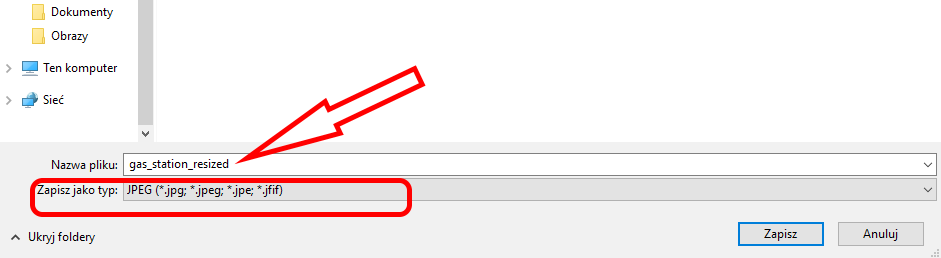 Dokumenty
Obrazy
Ten komputer
Sieć
Nazwa pliku: gas_station_resized
Zapisz jako typ: JPEG (*.jpg; *.jpeg; *.jpe; *.jfif)
Ukryj foldery Zapisz Anuluj